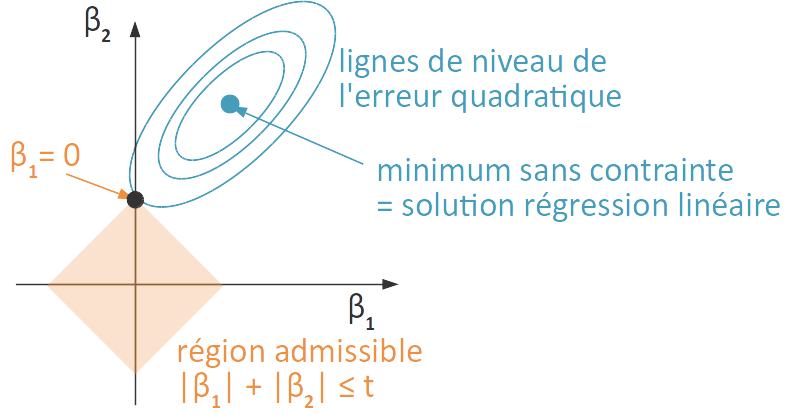 β₂
lignes de niveau de
l'erreur quadratique
β₁= 0
minimum sans contrainte
= solution régression linéaire
β₁
région admissible
|β₁| + |β₂| ≤ t